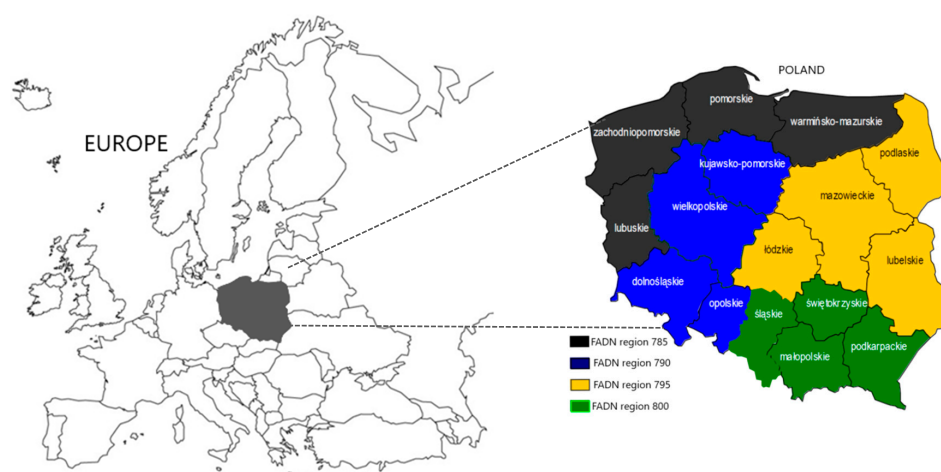 POLAND
EUROPE
pomorskie
warmińsko-mazurskie
zachodniopomorskie
podlaskie
kujawsko-pomorskie
mazowieckie
wielkopolskie
lubuskie
łódzkie
lubelskie
dolnośląskie
opolskie
śląskie
świętokrzyskie
małopolskie
podkarpackie
FADN region 785
FADN region 790
FADN region 795
FADN region 800